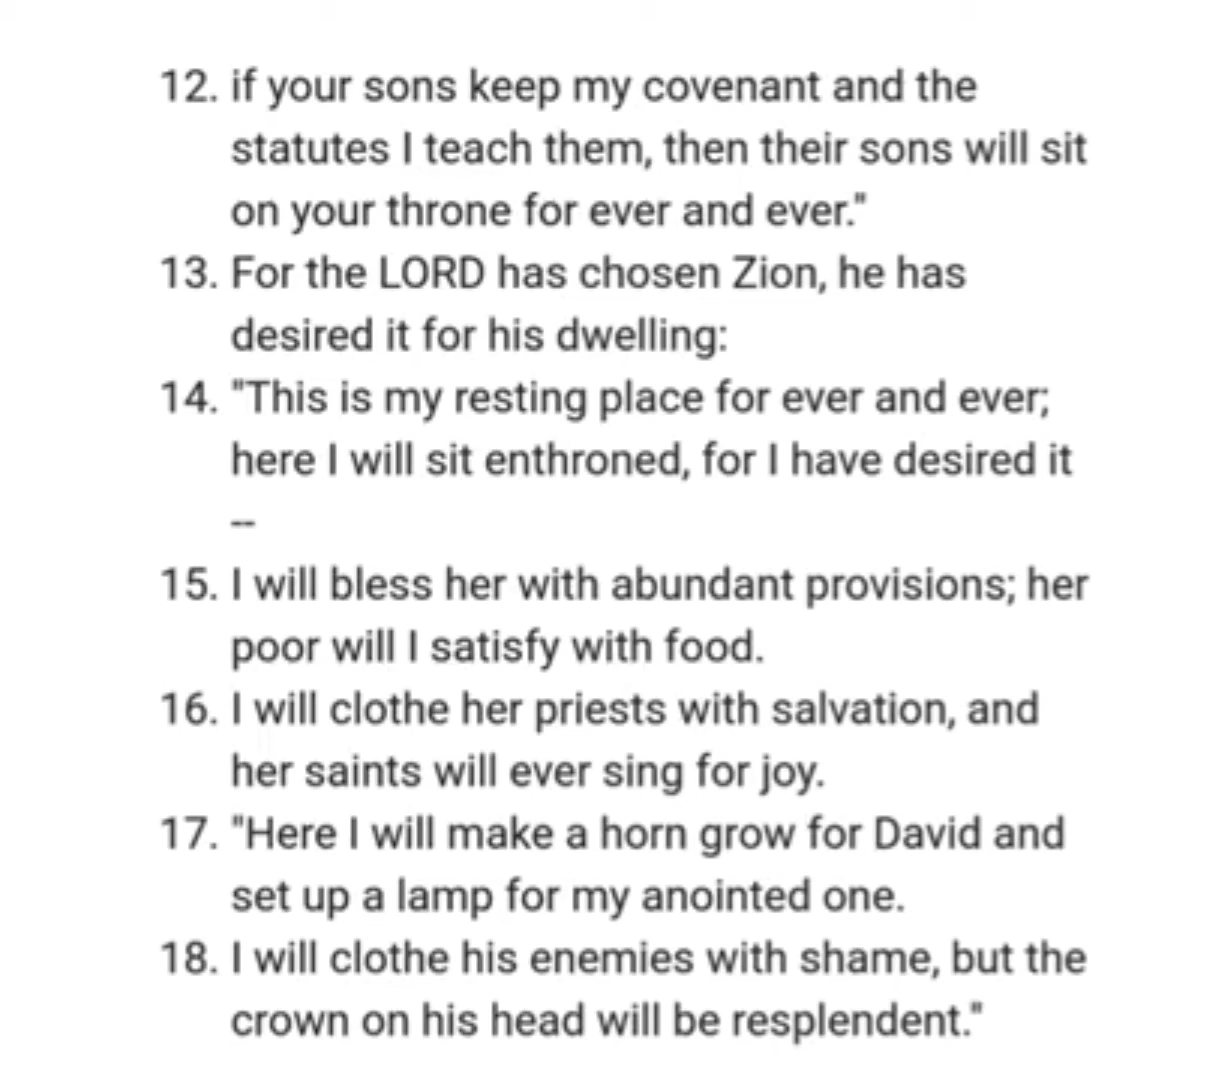 12. if your sons keep my covenant and the
statutes I teach them, then their sons will sit
on your throne for ever and ever."
13. For the LORD has chosen Zion, he has
desired it for his dwelling:
14. "This is my resting place for ever and ever;
here I will sit enthroned, for I have desired it
--
15. I will bless her with abundant provisions; her
poor will I satisfy with food.
16. I will clothe her priests with salvation, and
her saints will ever sing for joy.
17. "Here I will make a horn grow for David and
set up a lamp for my anointed one.
18. I will clothe his enemies with shame, but the
crown on his head will be resplendent."